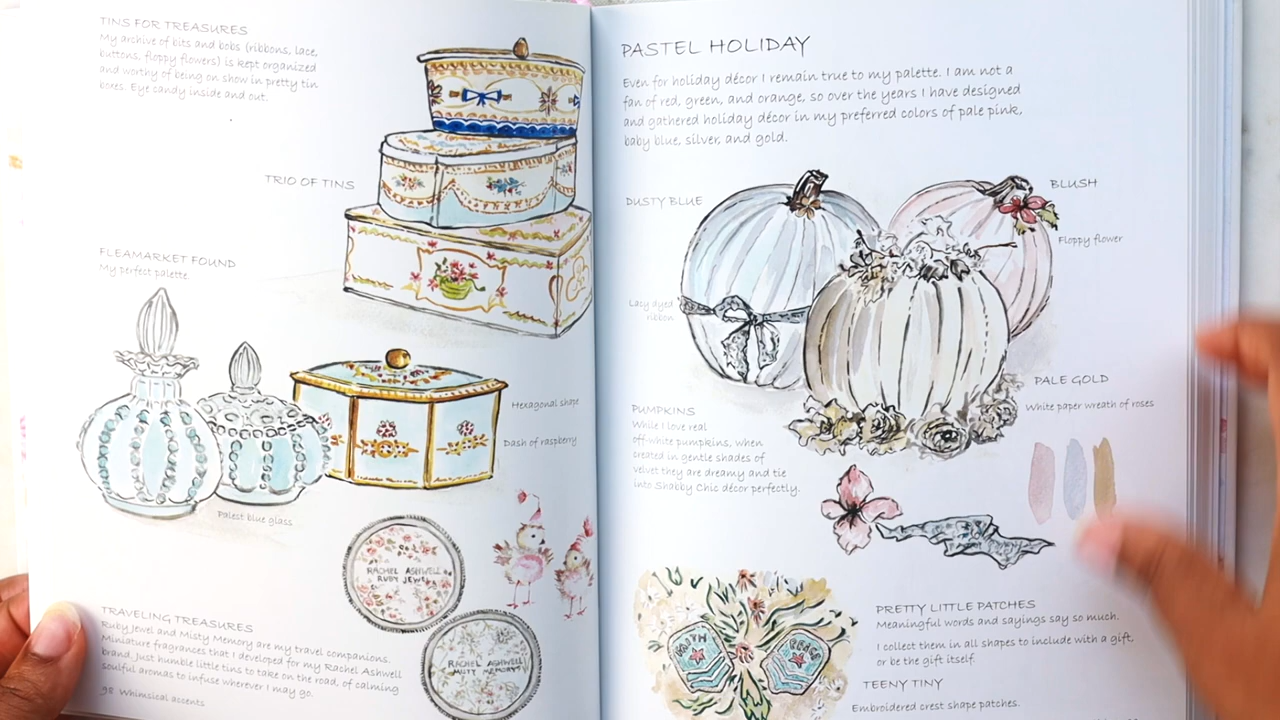 TINS FOR TREASURES
My archive of bits and bobs (ribbons, lace,
buttons, floppy flowers) is kept organized
and worthy of being on show in pretty tin
boxes. Eye candy inside and out.
TRIO OF TINS
FLEAMARKET FOUND
My perfect palette.
Hexagonal shape
Dash of raspberry
Palest blue glass
RACHEL ASHWELL
RUBY JEWEL
RACHEL ASHWELL
MISTY MEMORY
TRAVELING TREASURES
Ruby Jewel and Misty Memory are my travel companions.
Miniature fragrances that I developed for my Rachel Ashwell
brand. Just humble little tins to take on the road, of calming
soulful aromas to infuse wherever I may go.
98 Whimsical accents
PASTEL HOLIDAY
Even for holiday décor I remain true to my palette. I am not a
fan of red, green, and orange, so over the years I have designed
and gathered holiday décor in my preferred colors of pale pink,
baby blue, silver, and gold.
DUSTY BLUE
BLUSH
Floppy flower
Lacy dyed
ribbon
PALE GOLD
White paper wreath of roses
PUMPKINS
While I love real
off-white pumpkins, when
created in gentle shades of
velvet they are dreamy and tie
into Shabby Chic décor perfectly.
PEACE
PRETTY LITTLE PATCHES
Meaningful words and sayings say so much.
I collect them in all shapes to include with a gift,
or be the gift itself.
TEENY TINY
Embroidered crest shape patches.